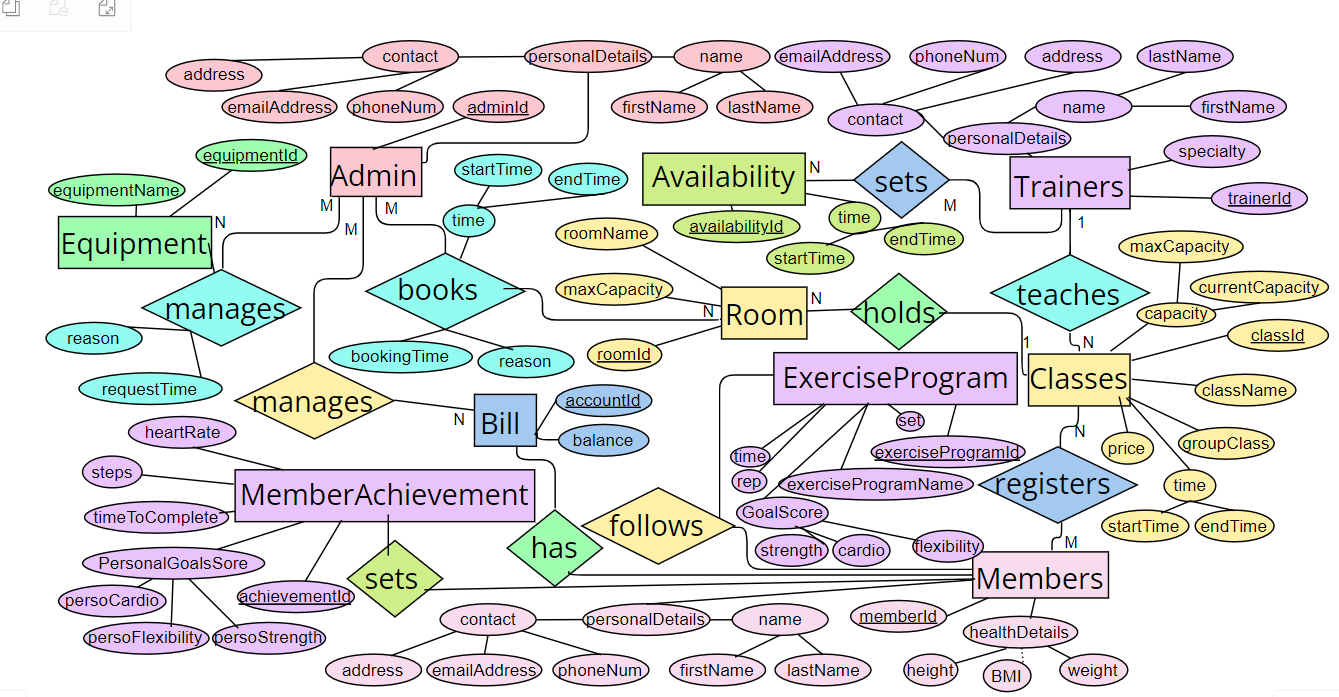 contact
personalDetails
name
emailAddress
phoneNum
address
lastName
address
emailAddress
phoneNum
adminId
firstName
lastName
contact
name
firstName
personalDetails
equipmentId
Admin
startTime
endTime
Availability
N
sets
M
Trainers
specialty
trainerId
1
equipmentName
Equipment
N
M
M
M
time
availabilityId
time
startTime
endTime
roomName
maxCapacity
manages
books
maxCapacity
Room
N
N
holds
1
teaches
N
currentCapacity
capacity
classId
reason
requestTime
bookingTime
reason
roomId
manages
N
Bill
accountId
balance
ExerciseProgram
Classes
className
heartRate
steps
timeToComplete
MemberAchievement
set
time
rep
exerciseProgramId
exerciseProgramName
GoalScore
strength
cardio
flexibility
N
registers
M
price
groupClass
time
startTime
endTime
PersonalGoalsSore
persoCardio
persoFlexibility
persoStrength
achievementId
sets
has
follows
Members
contact
personalDetails
name
memberId
healthDetails
address
emailAddress
phoneNum
firstName
lastName
height
BMI
weight